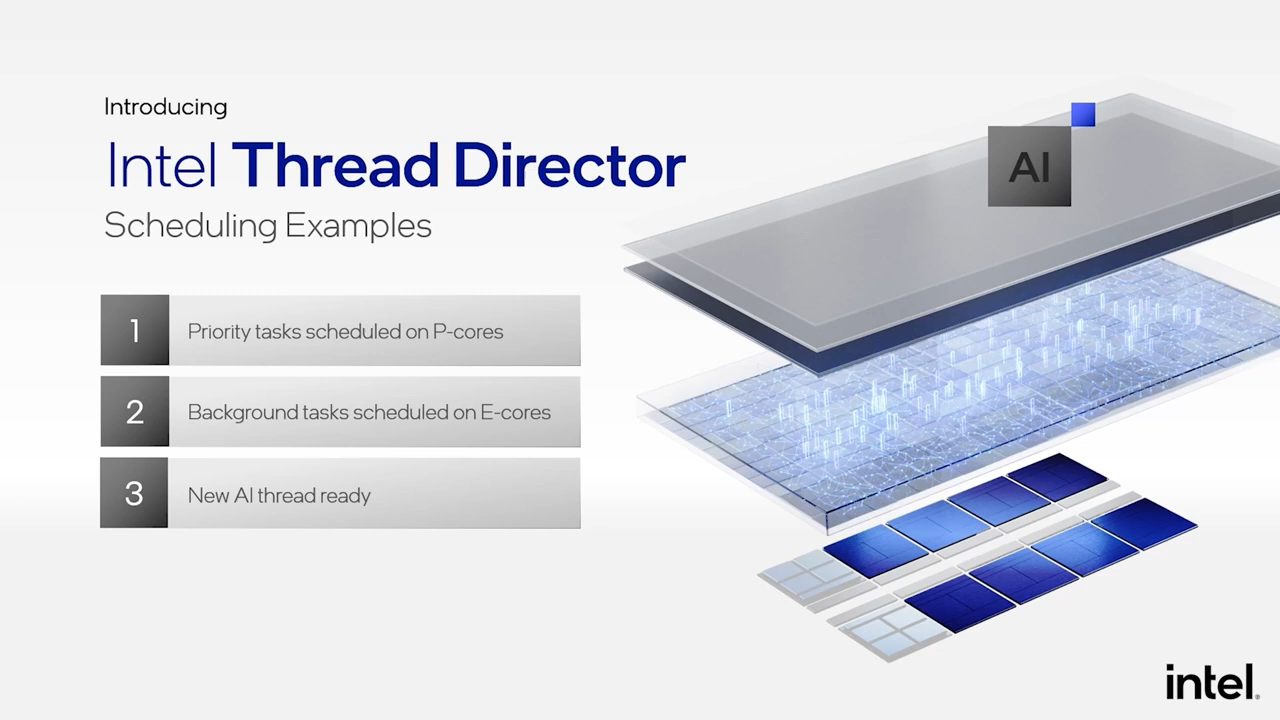 Introducing
Intel Thread Director
Scheduling Examples
1 Priority tasks scheduled on P-cores
2 Background tasks scheduled on E-cores
3 New AI thread ready
AI
intel.